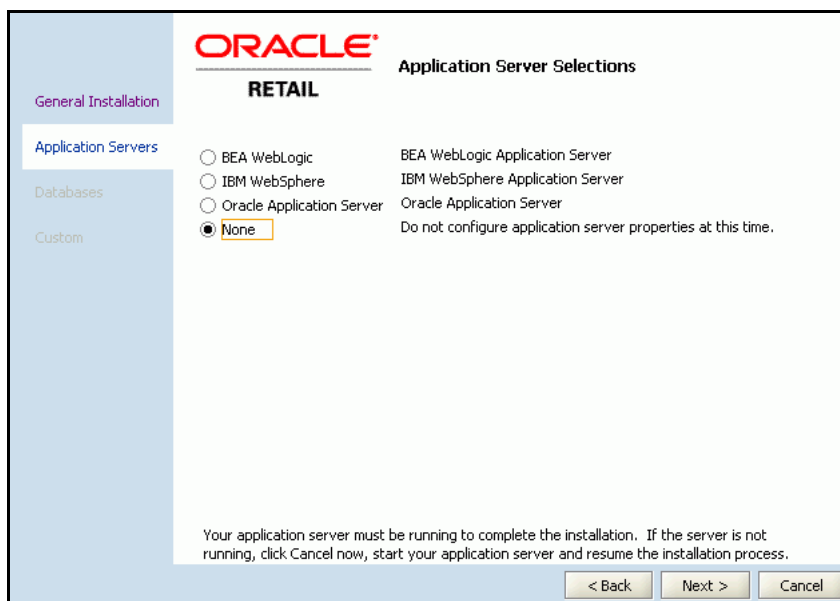 ORACLE®
RETAIL
Application Server Selections
General Installation
Application Servers
Databases
Custom
BEA WebLogic BEA WebLogic Application Server
IBM WebSphere IBM WebSphere Application Server
Oracle Application Server Oracle Application Server
None Do not configure application server properties at this time.
Your application server must be running to complete the installation. If the server is not
running, click Cancel now, start your application server and resume the installation process.
< Back Next > Cancel